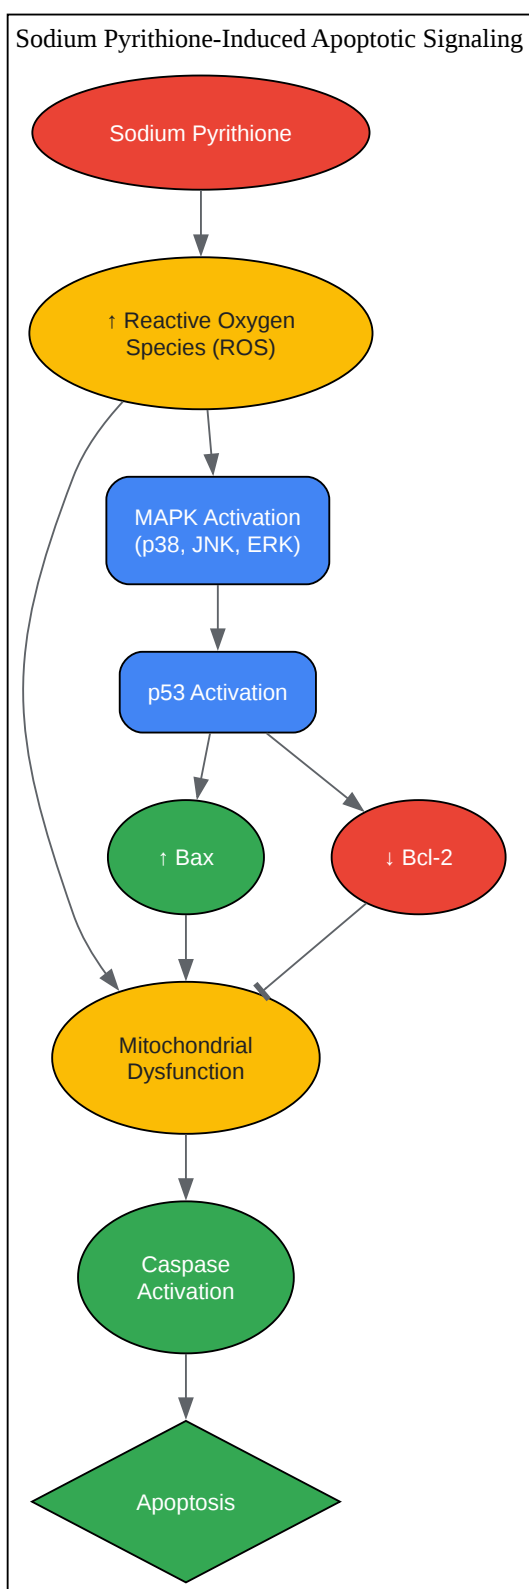 Sodium Pyrithione-Induced Apoptotic Signaling
Sodium Pyrithione
↑ Reactive Oxygen
Species (ROS)
MAPK Activation
(p38, JNK, ERK)
p53 Activation
↑ Bax
↓ Bcl-2
Mitochondrial
Dysfunction
Caspase
Activation
Apoptosis